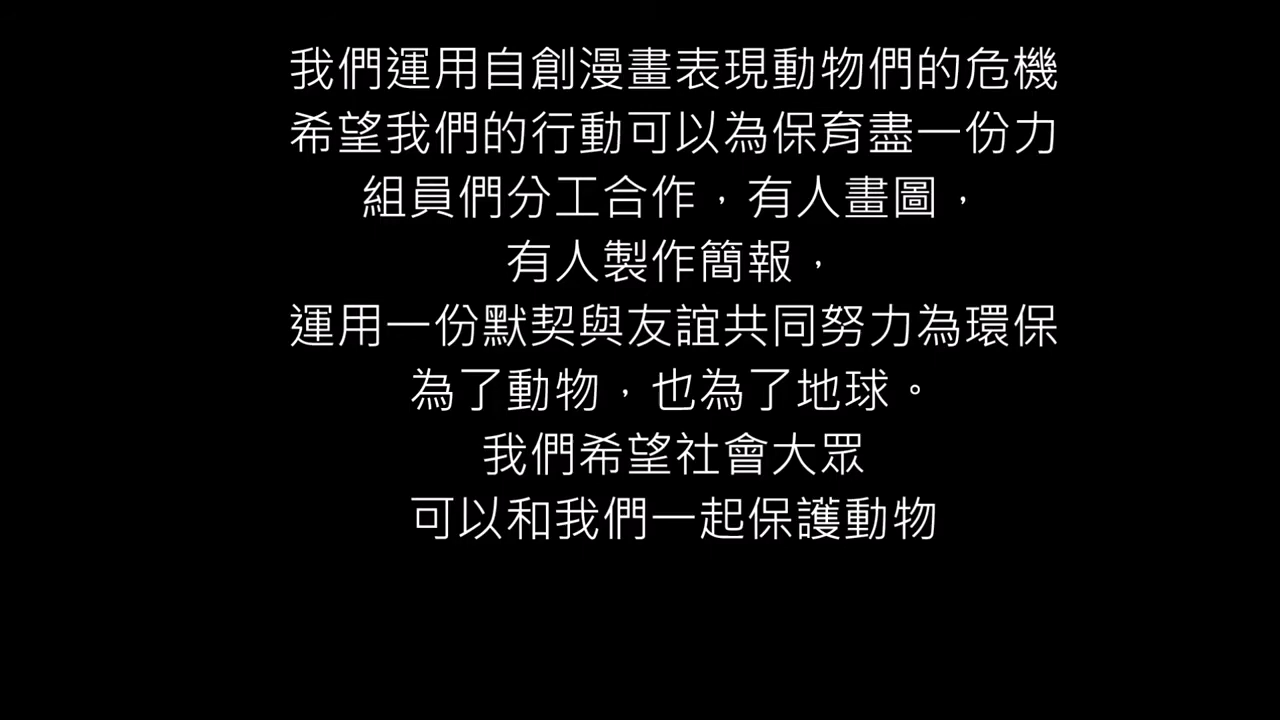 我們運用自創漫畫表現動物們的危機
希望我們的行動可以為保育盡一份力
組員們分工合作，有人畫圖，
有人製作簡報，
運用一份默契與友誼共同努力為環保
為了動物，也為了地球。
我們希望社會大眾
可以和我們一起保護動物